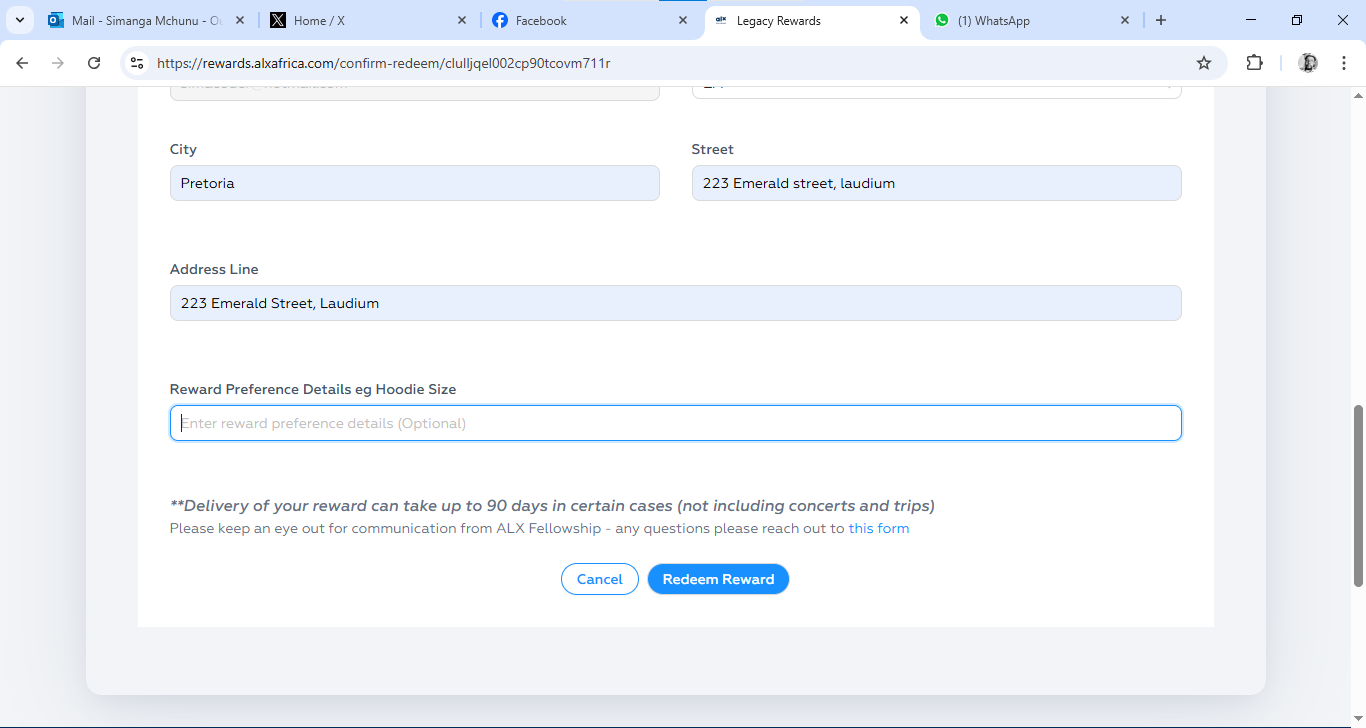 Mail - Simanga Mchunu - Ou
Home / X
Facebook
alx Legacy Rewards
(1) WhatsApp
https://rewards.alxafrica.com/confirm-redeem/clulljqel002cp90tcovm711r
City
Street
Pretoria
223 Emerald street, laudium
Address Line
223 Emerald Street, Laudium
Reward Preference Details eg Hoodie Size
Enter reward preference details (Optional)
**Delivery of your reward can take up to 90 days in certain cases (not including concerts and trips)
Please keep an eye out for communication from ALX Fellowship - any questions please reach out to this form
Cancel
Redeem Reward